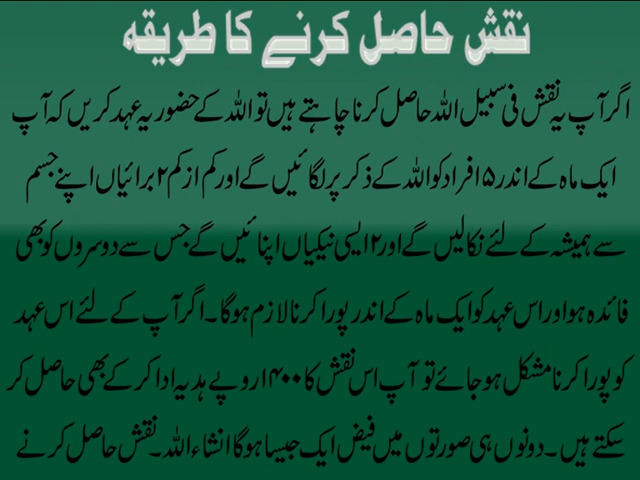 نقش حاصل کرنے کا طریقہ
اگر آپ یہ نقش فی سبیل اللہ حاصل کرنا چاہتے ہیں تو اللہ کے حضور یہ عہد کریں کہ آپ
ایک ماہ کے اندر ۵ افراد کو اللہ کے ذکر پر لگائیں گے اور کم از کم ۲ برائیاں اپنے جسم
سے ہمیشہ کے لئے نکالیں گے اور ۲ ایسی نیکیاں اپنائیں گے جس سے دوسروں کو بھی
فائدہ ہو اور اس عہد کو ایک ماہ کے اندر پورا کرنا لازم ہوگا۔ اگر آپ کے لئے اس عہد
کو پورا کرنا مشکل ہو جائے تو آپ اس نقش کا ۱۴۰۰ روپے ہدیہ ادا کر کے بھی حاصل کر
سکتے ہیں۔ دونوں ہی صورتوں میں فیض ایک جیسا ہوگا انشاء اللہ۔ نقش حاصل کرنے